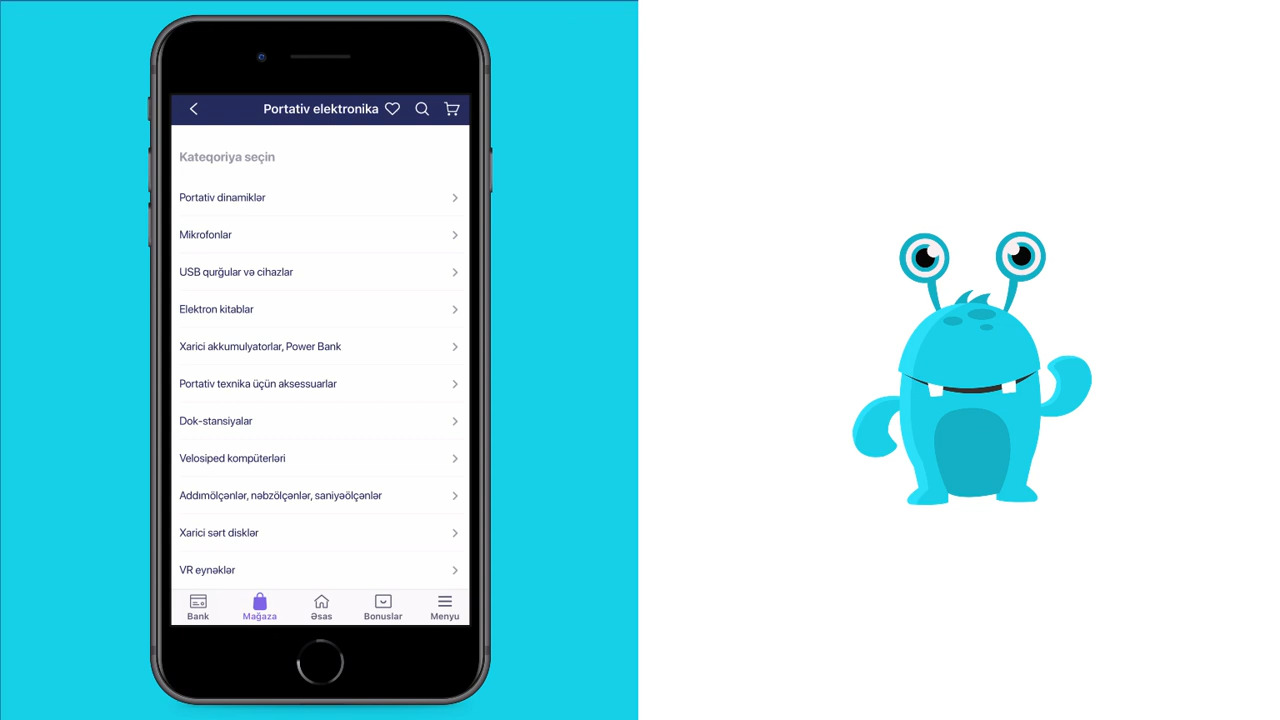 Portativ elektronika
Kateqoriya seçin
Portativ dinamiklər
Mikrofonlar
USB qurğular və cihazlar
Elektron kitablar
Xarici akkumulyatorlar, Power Bank
Portativ texnika üçün aksessuarlar
Dok-stansiyalar
Velosiped kompüterləri
Addımölçənlər, nəbzölçənlər, saniyəölçənlər
Xarici sərt disklər
VR eynəklər
Bank Mağaza Əsas Bonuslar Menyu